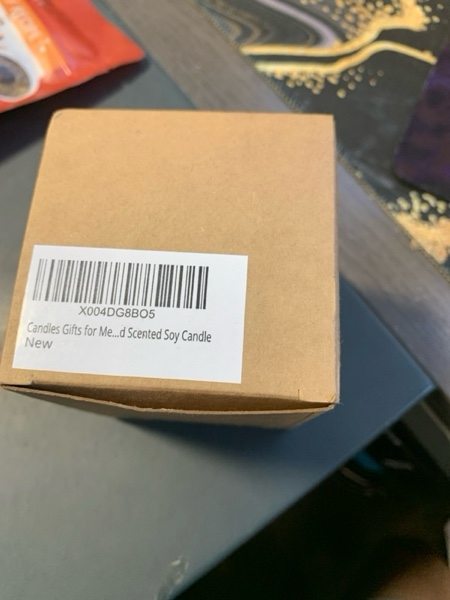 X004DG8BO5
Candles Gifts for Me...d Scented Soy Candle
New